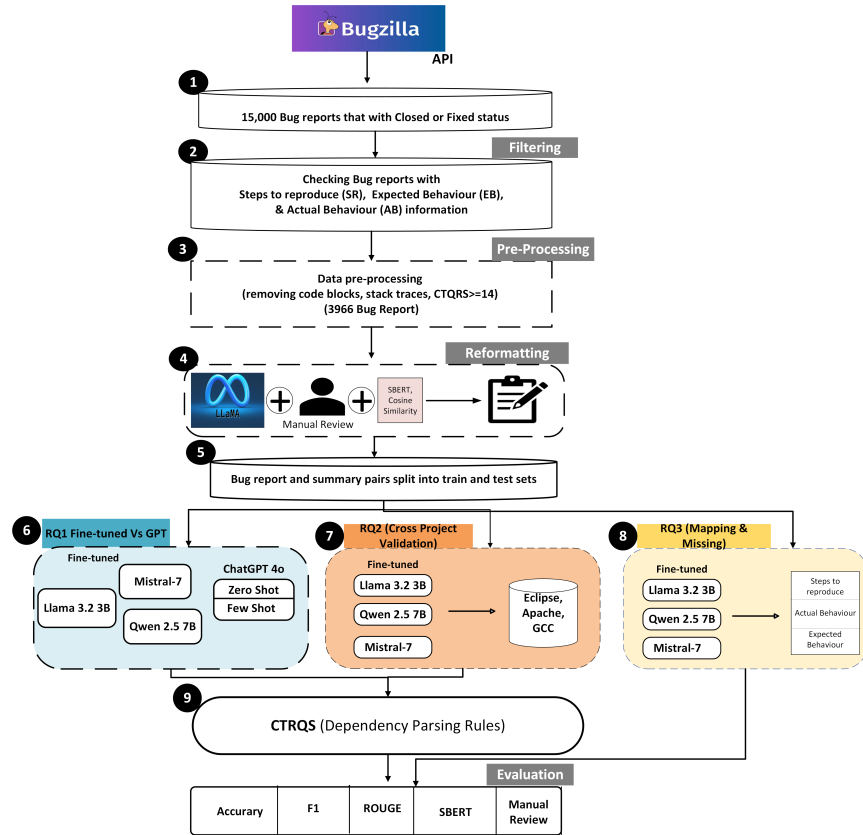 Bugzilla
API
1
15,000 Bug reports that with Closed or Fixed status
Filtering
2
Checking Bug reports with
Steps to reproduce (SR), Expected Behaviour (EB),
& Actual Behaviour (AB) information
Pre-Processing
3
Data pre-processing
(removing code blocks, stack traces, CTQRS>=14)
(3966 Bug Report)
Reformatting
4
LLaMA
Manual Review
SBERT,
Cosine
Similarity
5
Bug report and summary pairs split into train and test sets
6
RQ1 Fine-tuned Vs GPT
Fine-tuned
Mistral-7
Llama 3.2 3B
Qwen 2.5 7B
ChatGPT 4o
Zero Shot
Few Shot
7
RQ2 (Cross Project
Validation)
Fine-tuned
Llama 3.2 3B
Qwen 2.5 7B
Mistral-7
Eclipse,
Apache,
GCC
8
RQ3 (Mapping &
Missing)
Fine-tuned
Llama 3.2 3B
Qwen 2.5 7B
Mistral-7
Steps to
reproduce
Actual Behaviour
Expected
Behaviour
9
CTRQS (Dependency Parsing Rules)
Evaluation
Accurary
F1
ROUGE
SBERT
Manual
Review